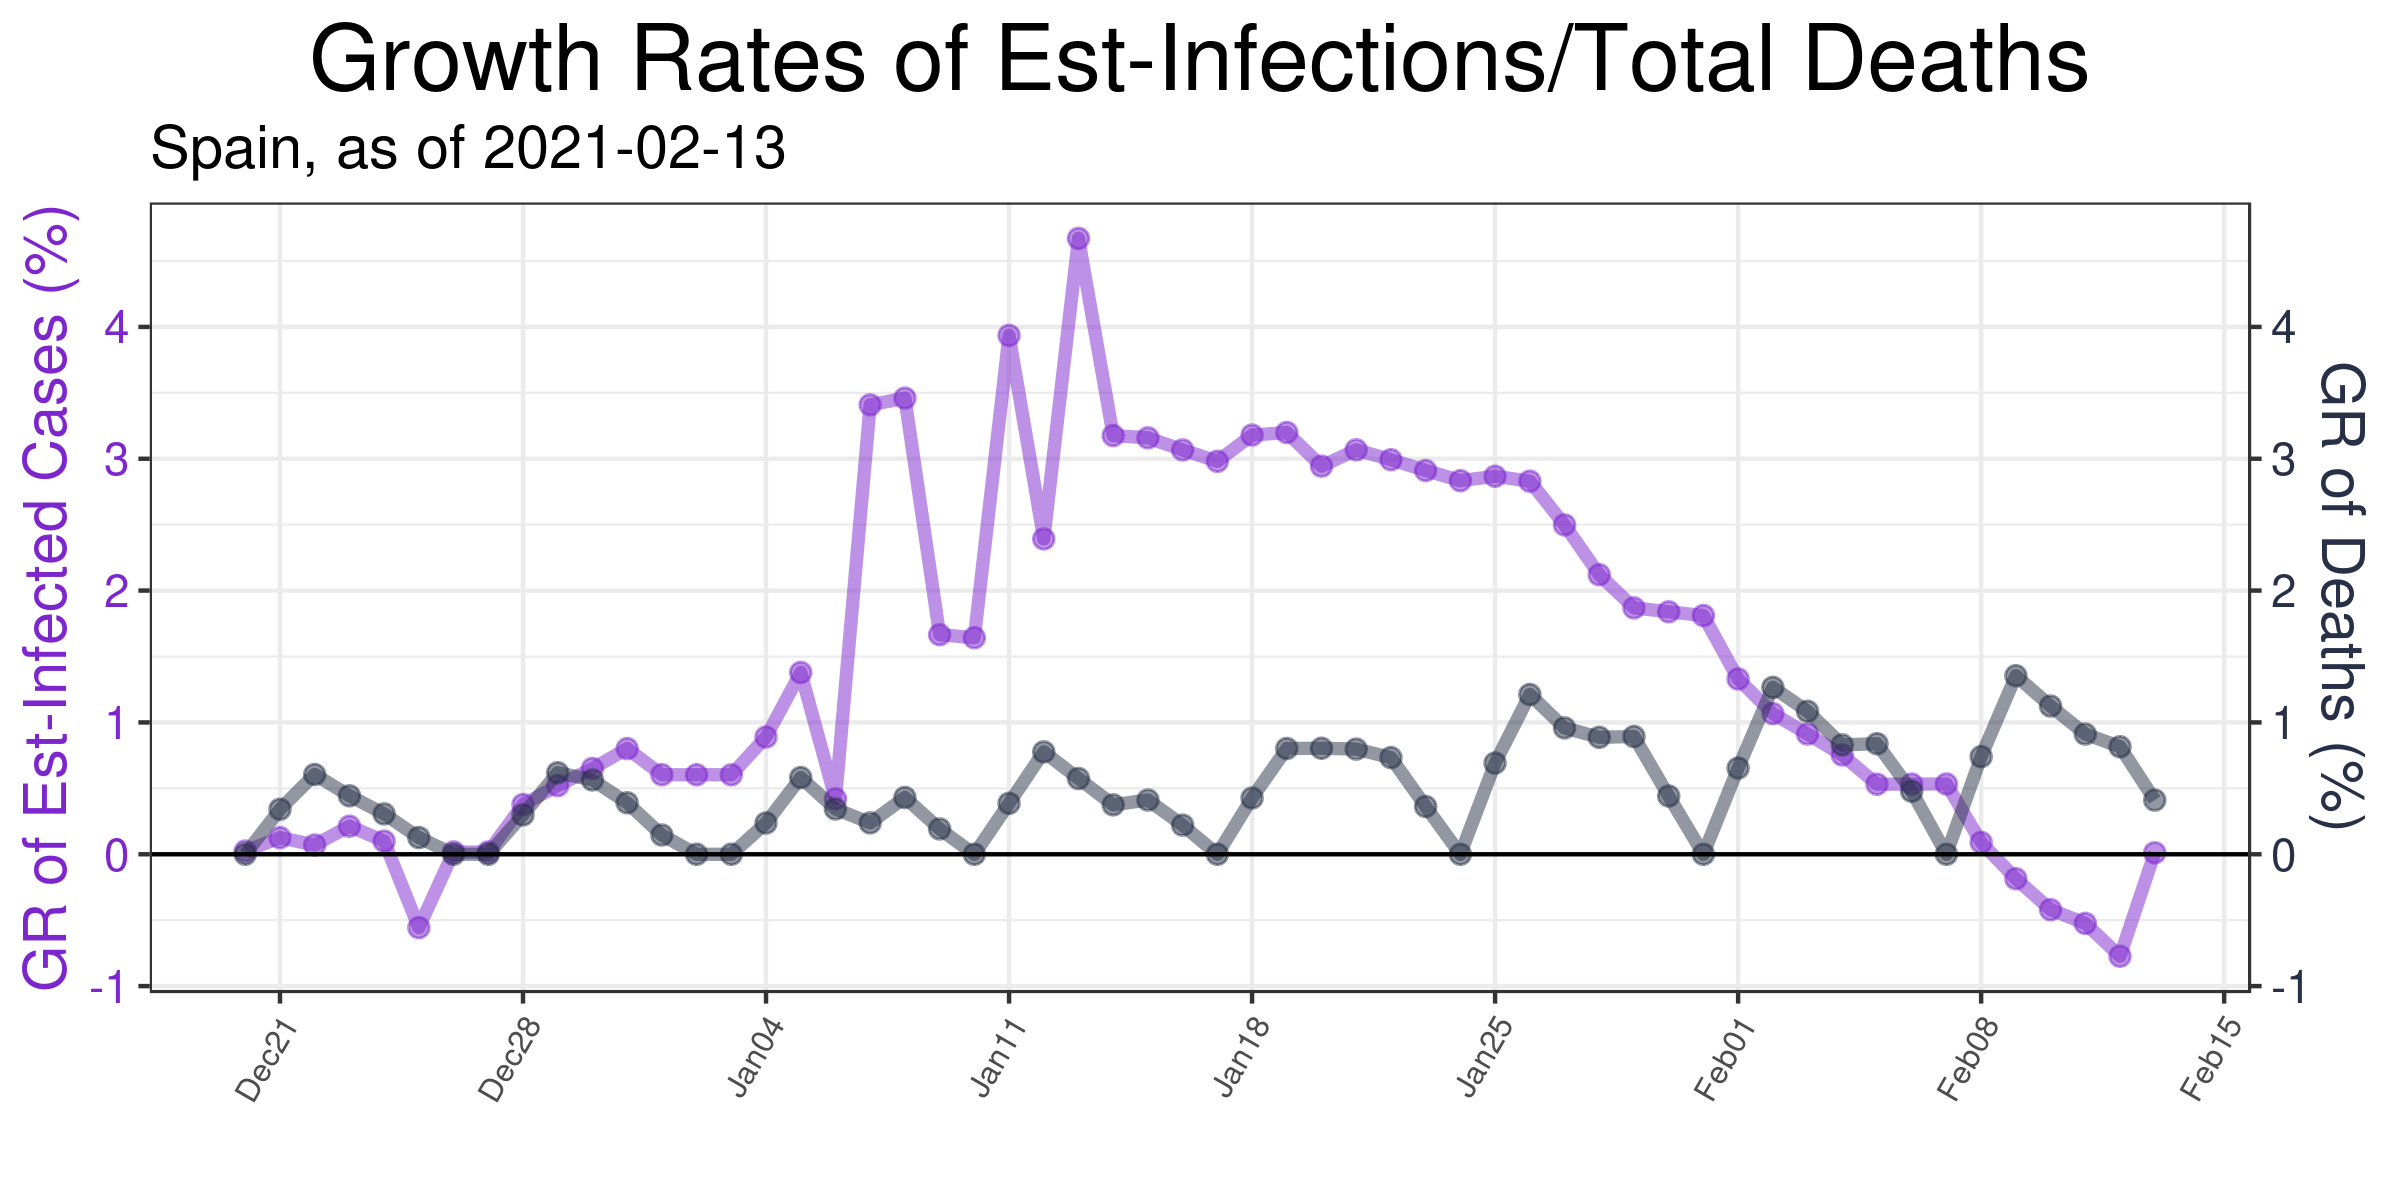 Growth Rates of Est-Infections/Total Deaths
Spain, as of 2021-02-13
GR of Est-Infected Cases (%)
4
3
2
1
0
-1
4
3
2
1
0
-1
GR of Deaths (%)
Dec21
Dec28
Jan04
Jan11
Jan18
Jan25
Feb01
Feb08
Feb15